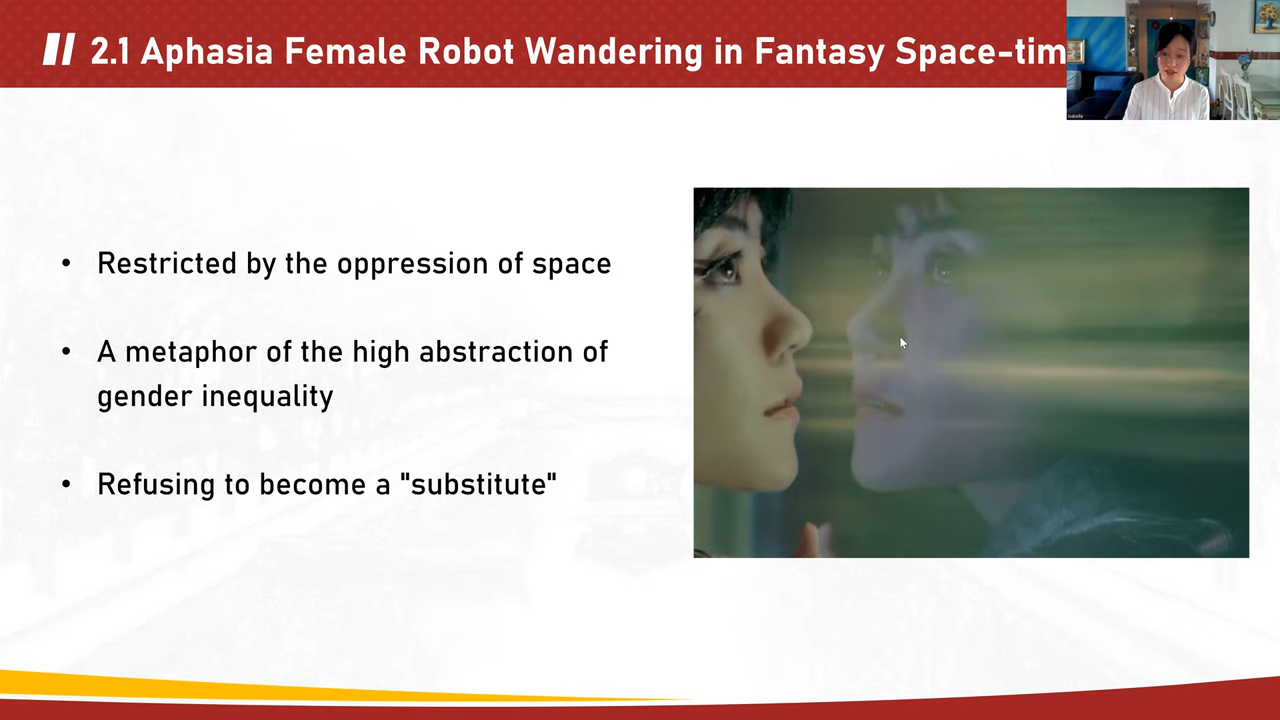 2.1 Aphasia Female Robot Wandering in Fantasy Space-tim
Isabella
• Restricted by the oppression of space
• A metaphor of the high abstraction of
gender inequality
• Refusing to become a "substitute"